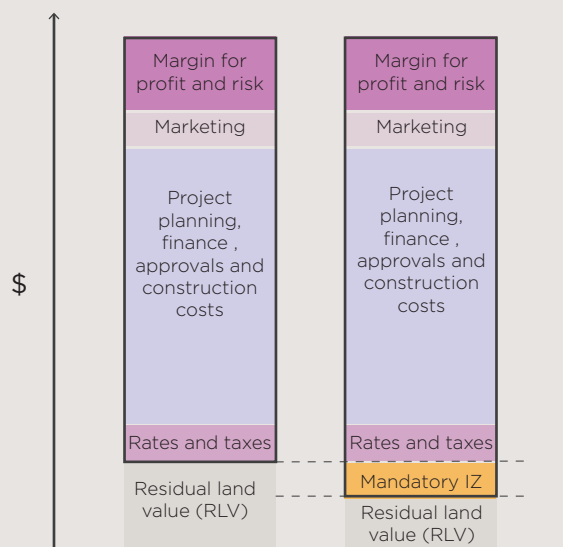 $
Margin for
profit and risk
Marketing
Project
planning,
finance ,
approvals and
construction
costs
Rates and taxes
Residual land
value (RLV)
Margin for
profit and risk
Marketing
Project
planning,
finance ,
approvals and
construction
costs
Rates and taxes
Mandatory IZ
Residual land
value (RLV)